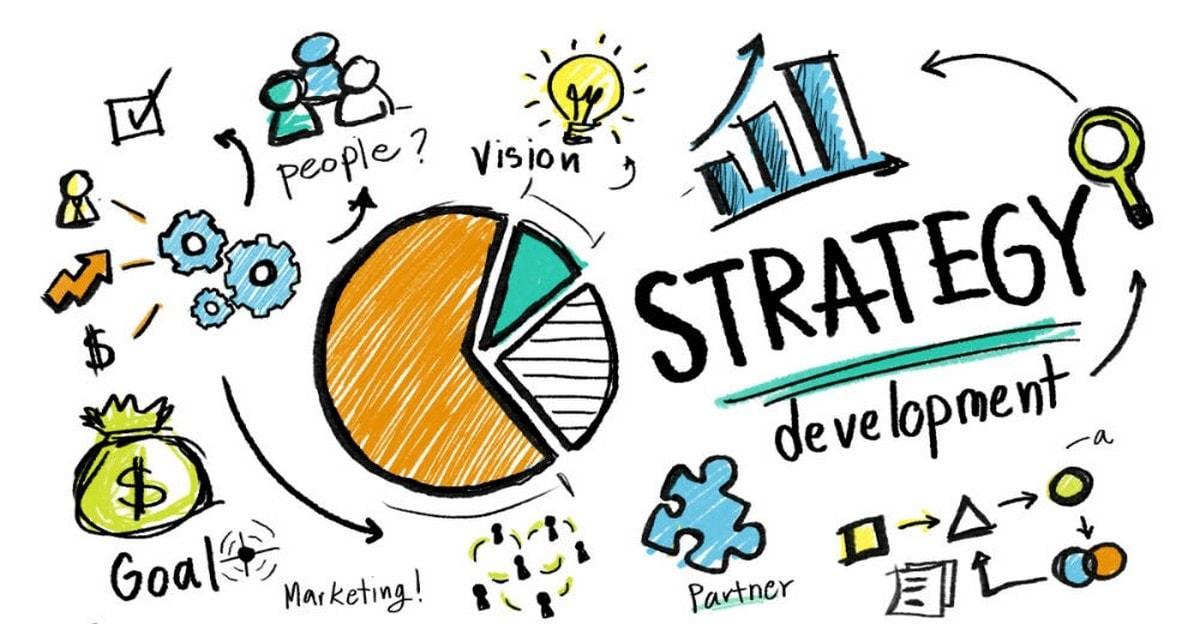 people?
Vision
STRATEGY
development
$
$
Goal
Marketing!
Partner
a